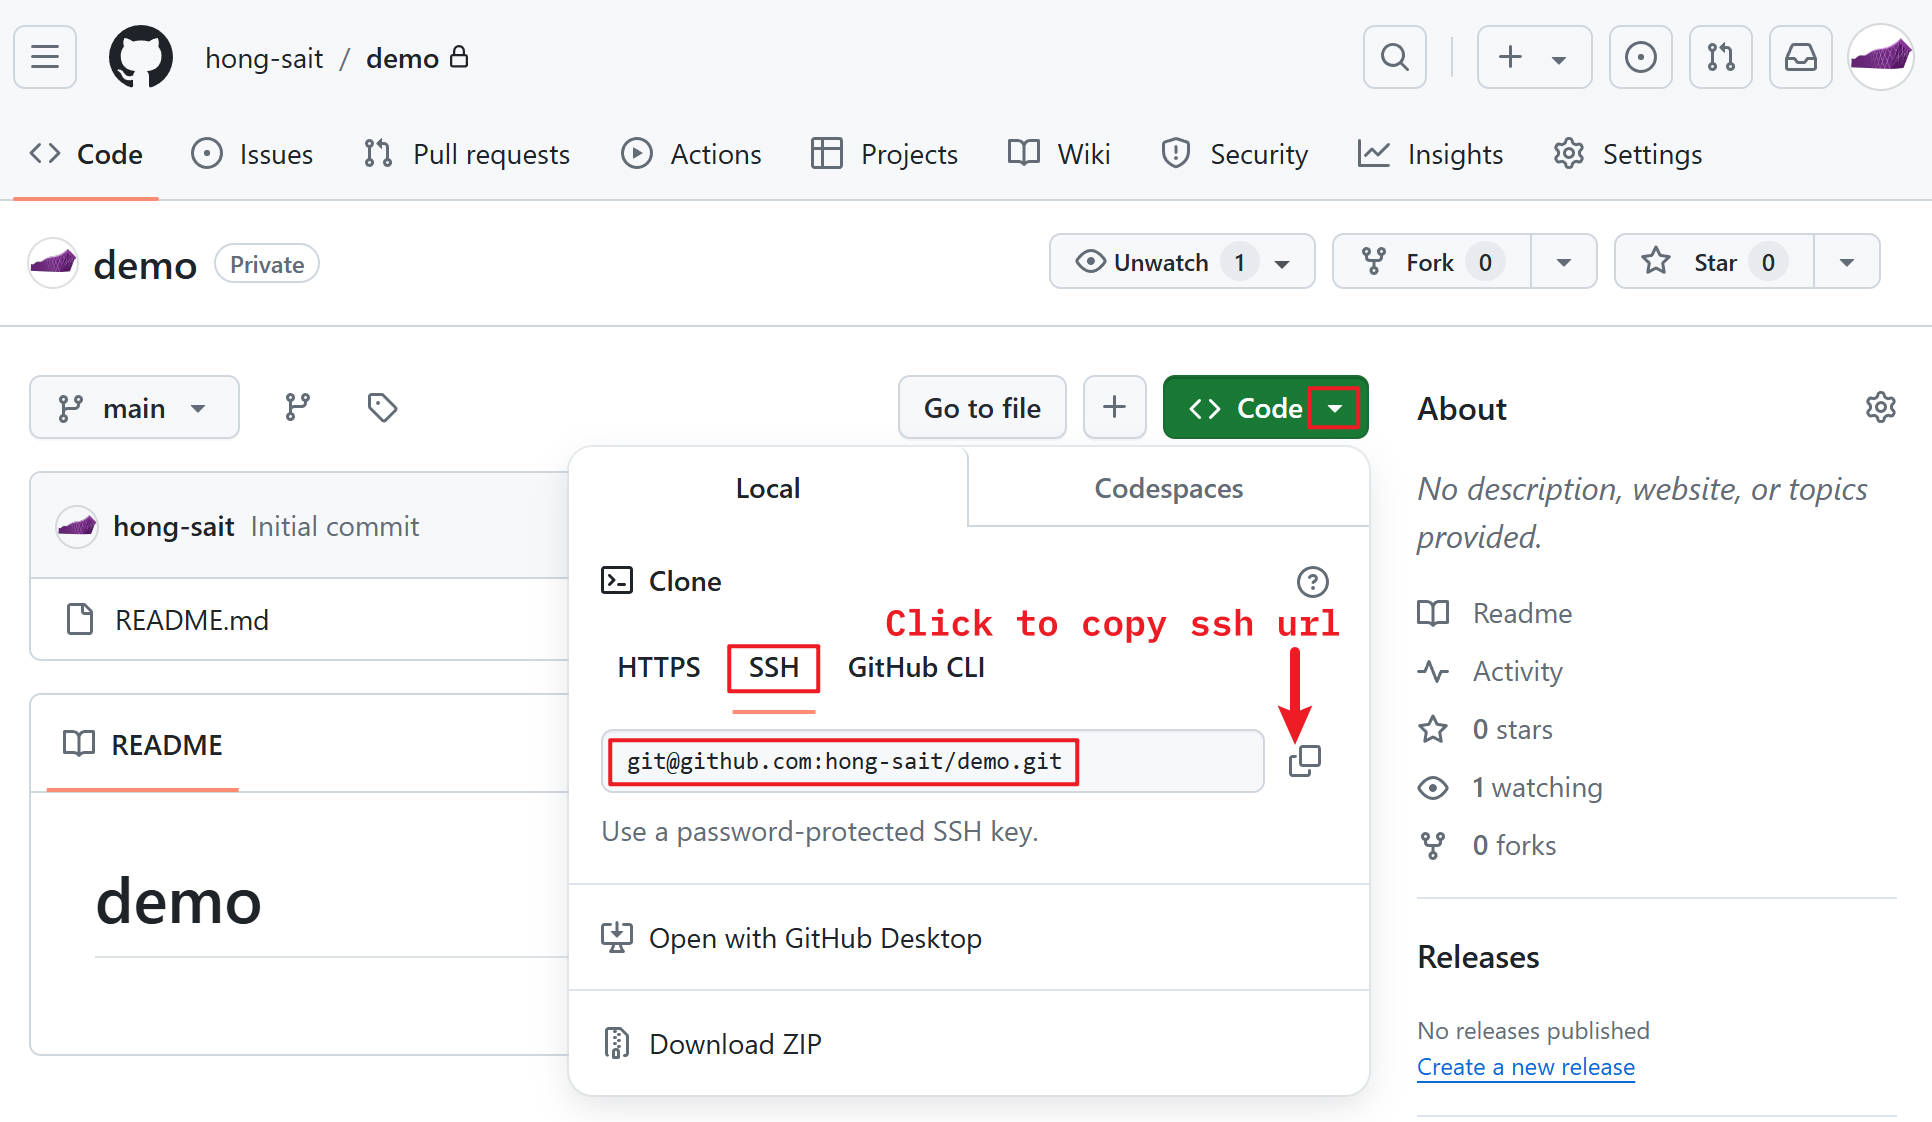 hong-sait / demo
Code Issues Pull requests Actions Projects Wiki Security Insights Settings
demo Private
Unwatch 1 Fork 0 Star 0
main Go to file Code
Local Codespaces
hong-sait Initial commit
README.md
README
demo
Clone
Click to copy ssh url
HTTPS SSH GitHub CLI
git@github.com:hong-sait/demo.git
Use a password-protected SSH key.
Open with GitHub Desktop
Download ZIP
About
No description, website, or topics
provided.
Readme
Activity
0 stars
1 watching
0 forks
Releases
No releases published
Create a new release